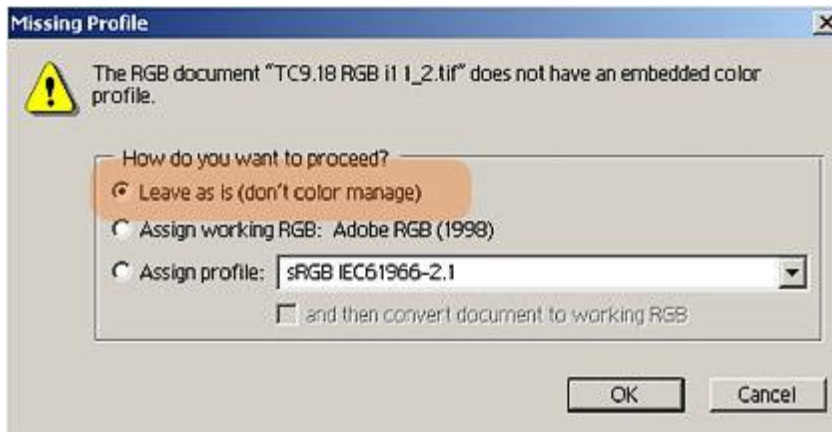 Missing Profile
The RGB document "TC9.18 RGB i1 1_2.tif" does not have an embedded color
profile.
How do you want to proceed?
Leave as is (don't color manage)
Assign working RGB: Adobe RGB (1998)
Assign profile: sRGB IEC61966-2.1
and then convert document to working RGB
OK Cancel